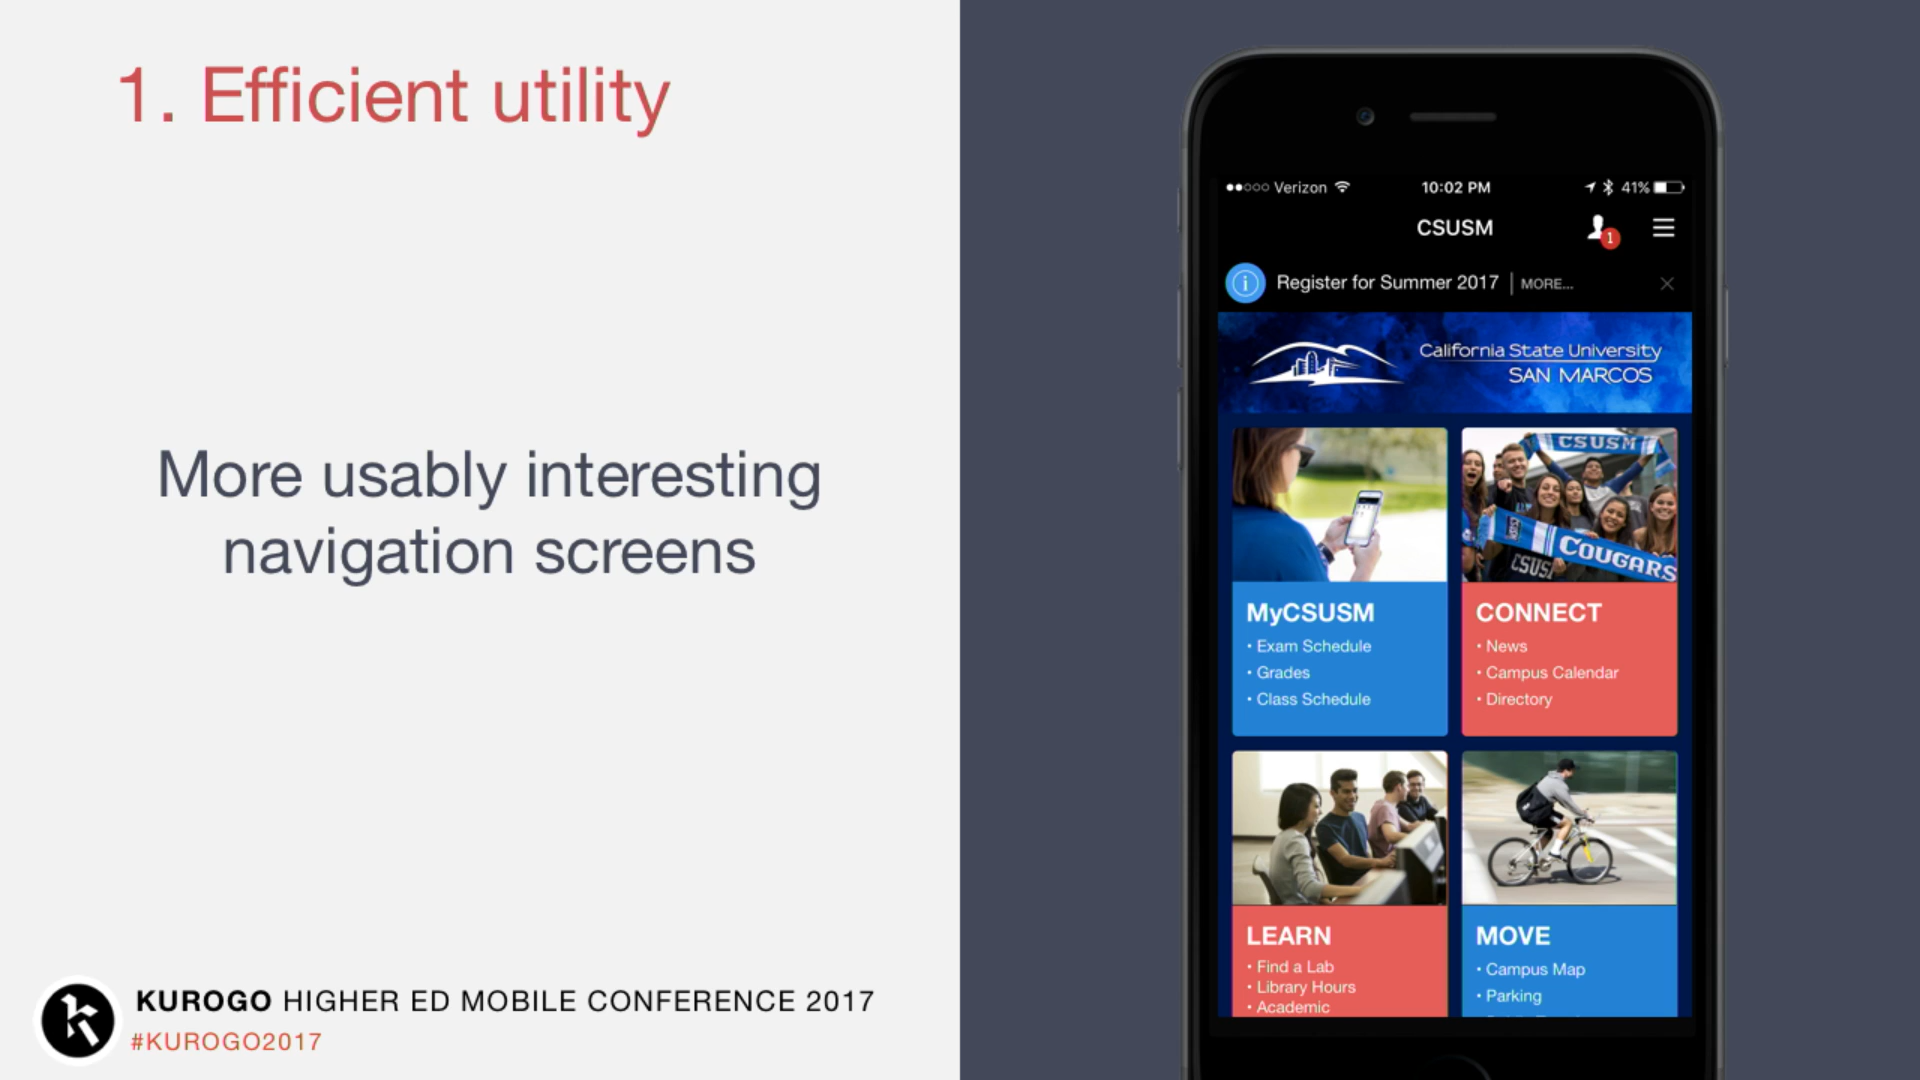 1. Efficient utility
More usably interesting
navigation screens
KUROGO HIGHER ED MOBILE CONFERENCE 2017
#KUROGO2017
Verizon 10:02 PM 41%
CSUSM
1
Register for Summer 2017 | MORE...
California State University
SAN MARCOS
CSUSM
COUGARS
CSUSM
MyCSUSM
• Exam Schedule
• Grades
• Class Schedule
CONNECT
• News
• Campus Calendar
• Directory
LEARN
• Find a Lab
• Library Hours
• Academic
MOVE
• Campus Map
• Parking